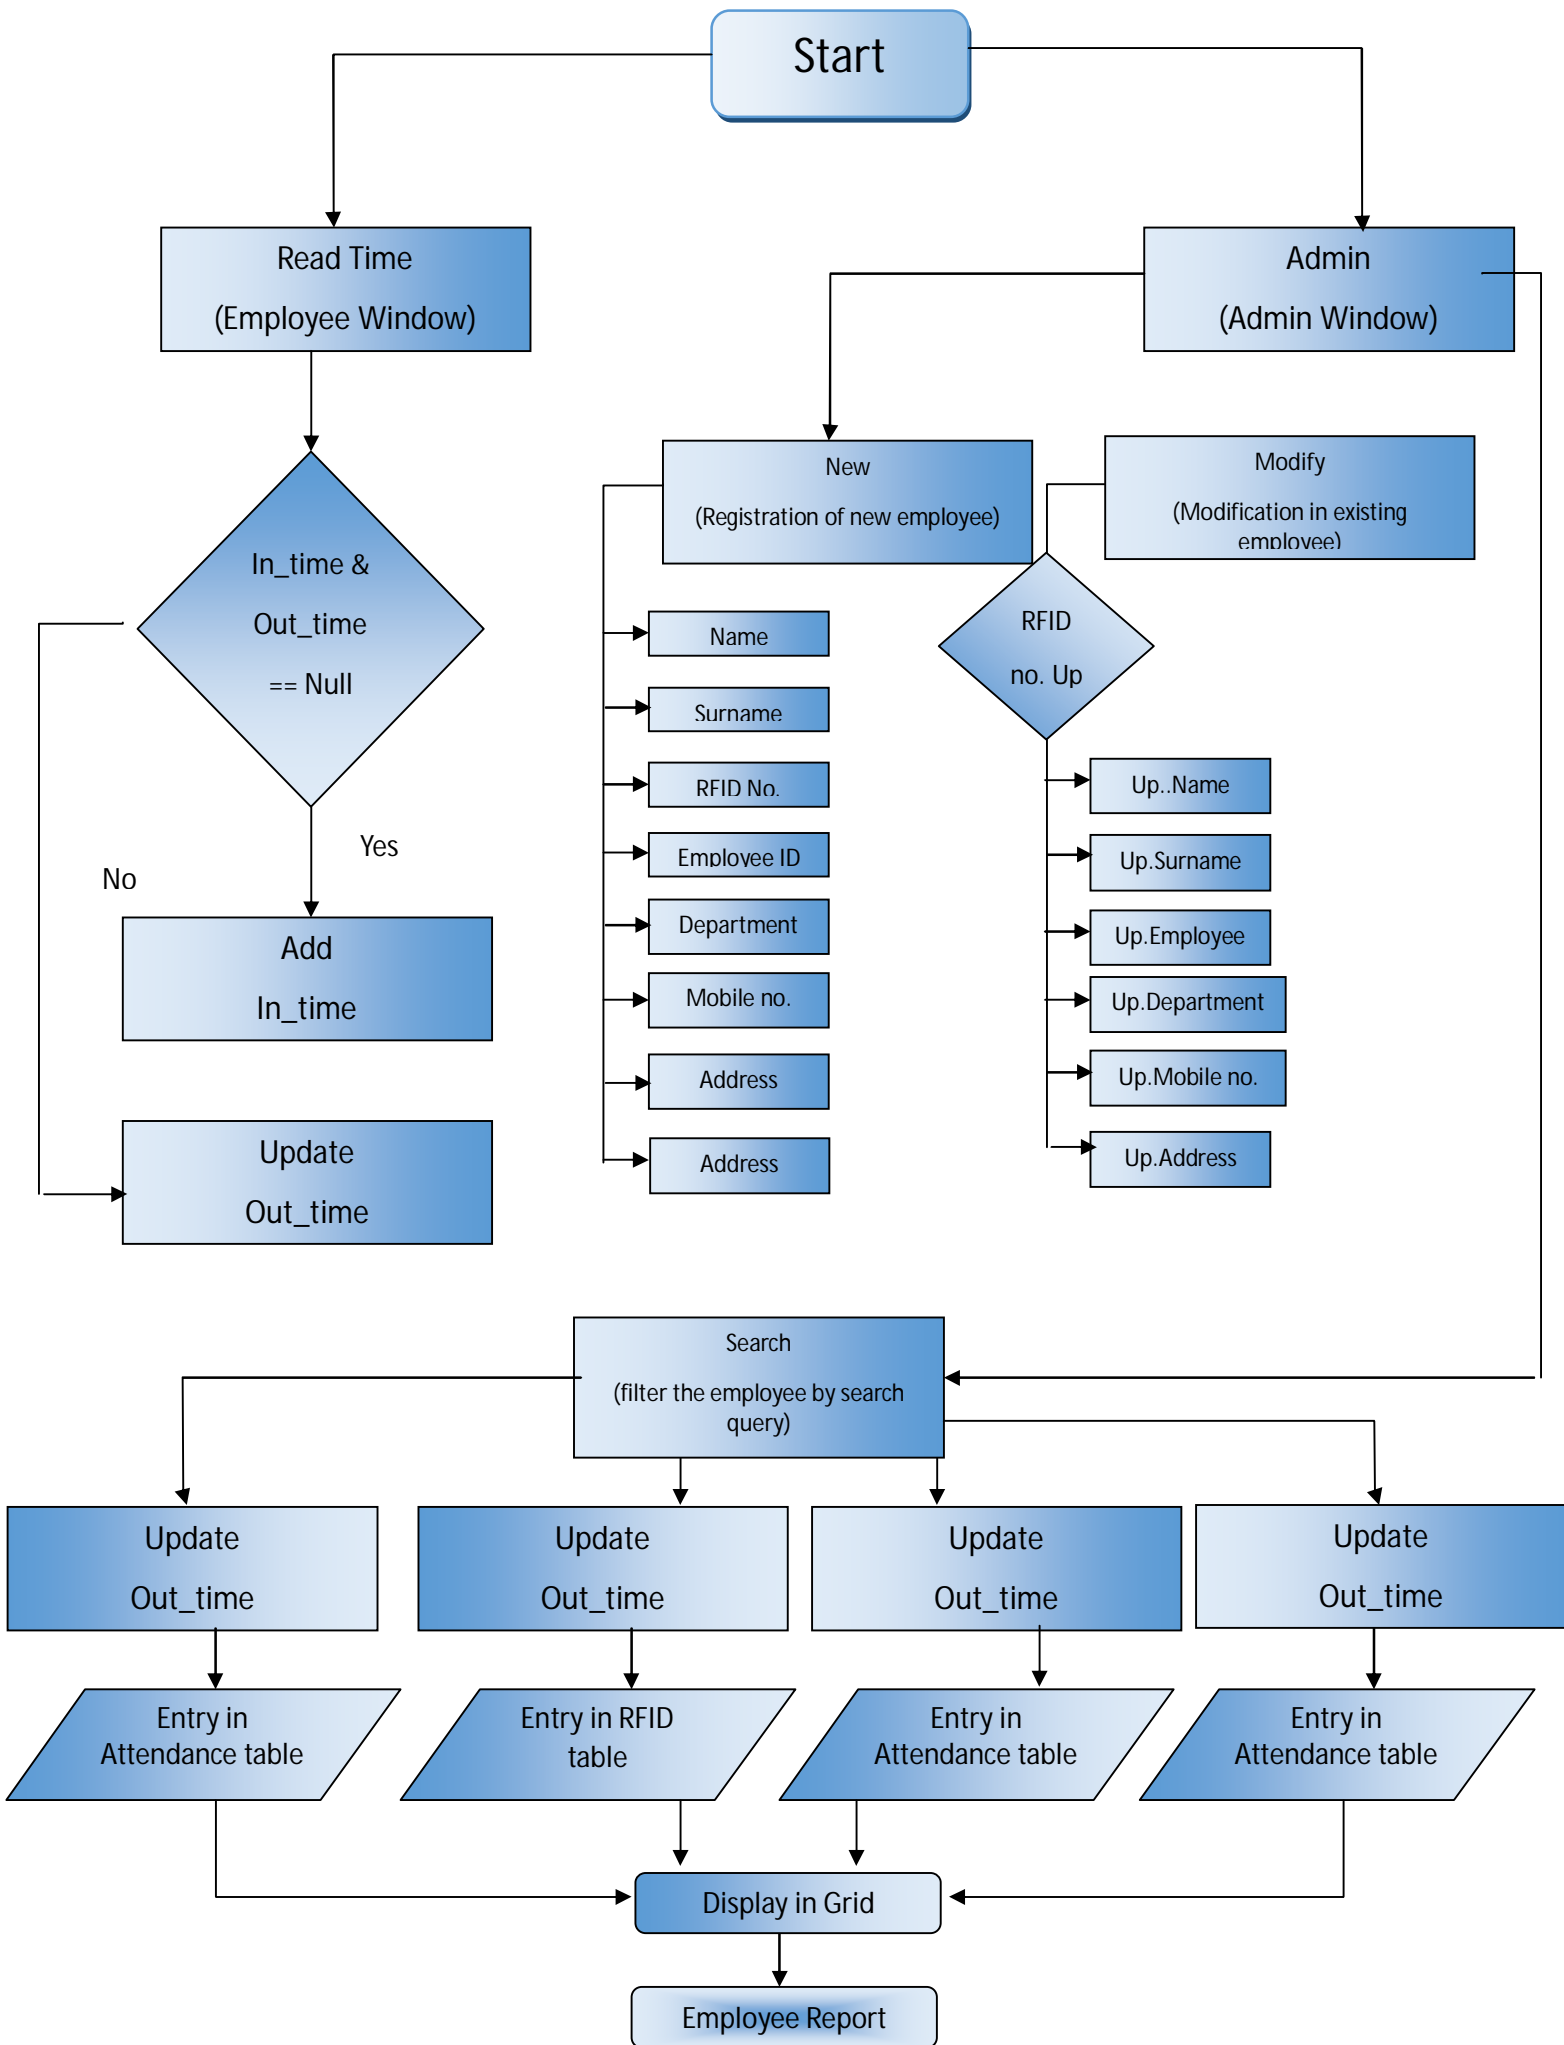 Start
Read Time
(Employee Window)
Admin
(Admin Window)
In_time &
Out_time
== Null
Yes
No
Add
In_time
Update
Out_time
New
(Registration of new employee)
Name
Surname
RFID No.
Employee ID
Department
Mobile no.
Address
Address
Modify
(Modification in existing
employee)
RFID
no. Up
Up..Name
Up.Surname
Up.Employee
Up.Department
Up.Mobile no.
Up.Address
Search
(filter the employee by search
query)
Update
Out_time
Update
Out_time
Update
Out_time
Update
Out_time
Entry in
Attendance table
Entry in RFID
table
Entry in
Attendance table
Entry in
Attendance table
Display in Grid
Employee Report